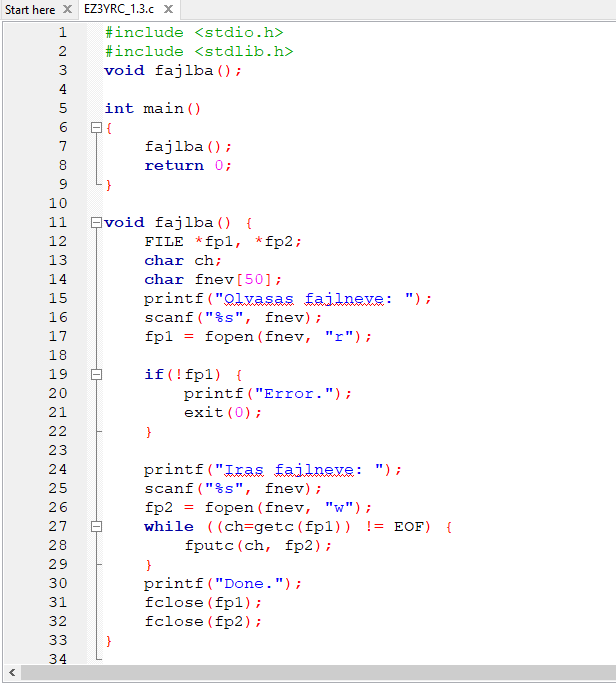 Start here X EZ3YRC_1.3.c X
1 #include <stdio.h>
2 #include <stdlib.h>
3 void fajlba();
4
5 int main()
6 {
7 fajlba();
8 return 0;
9 }
10
11 void fajlba() {
12 FILE *fp1, *fp2;
13 char ch;
14 char fnev[50];
15 printf("Olvasas fajlneve: ");
16 scanf("%s", fnev);
17 fp1 = fopen(fnev, "r");
18
19 if(!fp1) {
20 printf("Error.");
21 exit(0);
22 }
23
24 printf("Iras fajlneve: ");
25 scanf("%s", fnev);
26 fp2 = fopen(fnev, "w");
27 while ((ch=getc(fp1)) != EOF) {
28 fputc(ch, fp2);
29 }
30 printf("Done.");
31 fclose(fp1);
32 fclose(fp2);
33 }
34